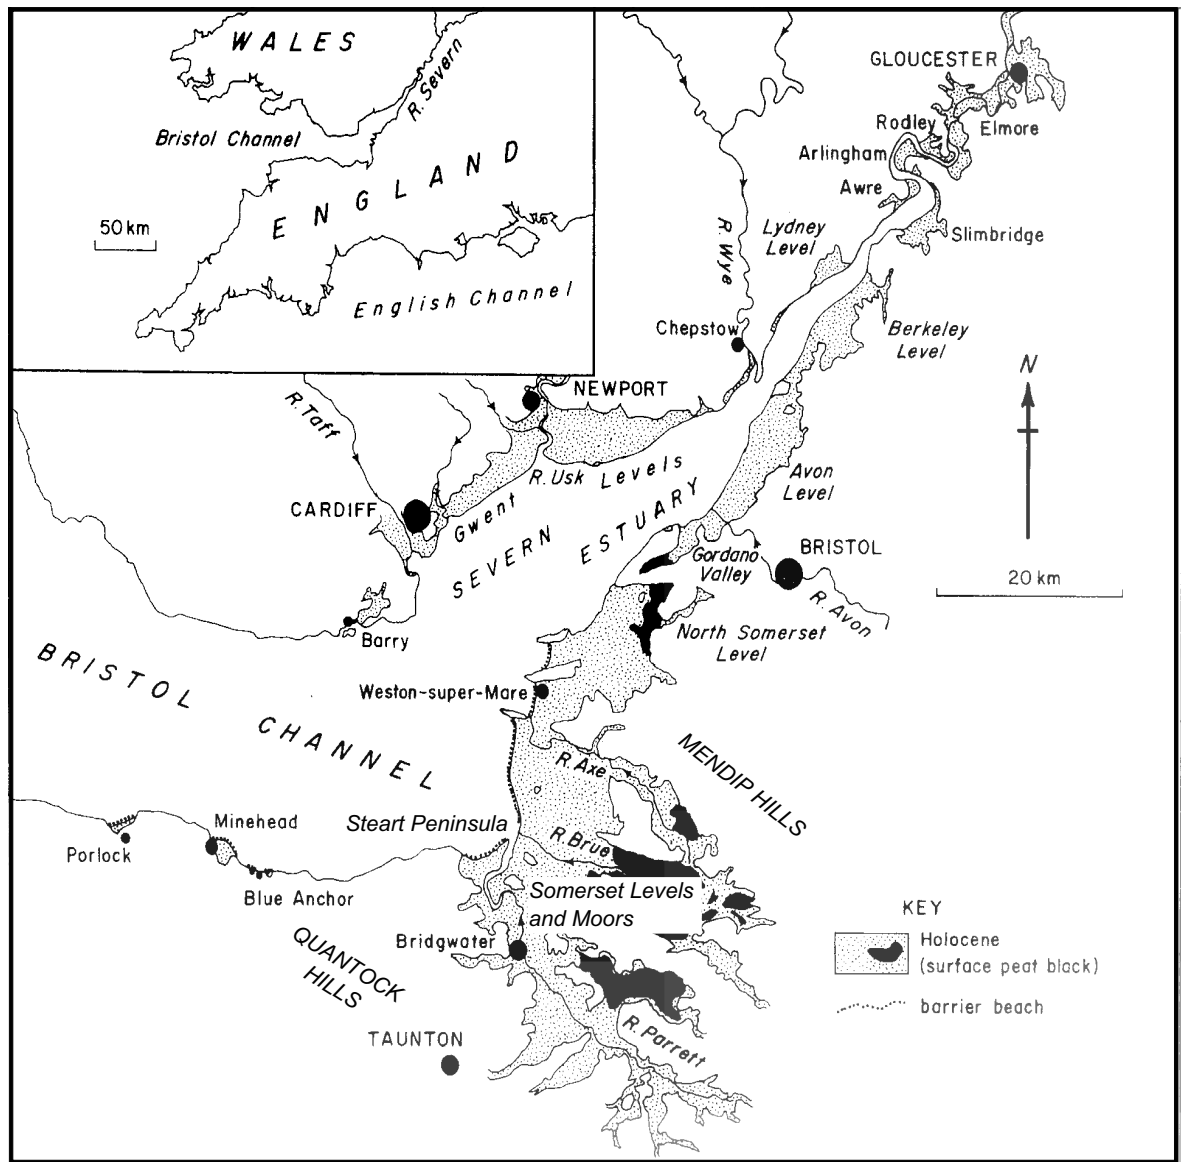 WALES
R. Severn
Bristol Channel
ENGLAND
50 km
English Channel
GLOUCESTER
Rodley
Elmore
Arlingham
Awre
Slimbridge
Lydney
Level
R. Wye
Chepstow
Berkeley
Level
N
NEWPORT
R. Taff
R. Usk
Gwent Levels
Avon
Level
CARDIFF
SEVERN ESTUARY
Gordano
Valley
BRISTOL
R. Avon
20 km
Barry
North Somerset
Level
BRISTOL CHANNEL
Weston-super-Mare
R. Axe
MENDIP HILLS
Steart Peninsula
R. Brue
Minehead
Porlock
Blue Anchor
Somerset Levels
and Moors
Bridgwater
QUANTOCK
HILLS
TAUNTON
R. Parrett
KEY
Holocene
(surface peat black)
barrier beach